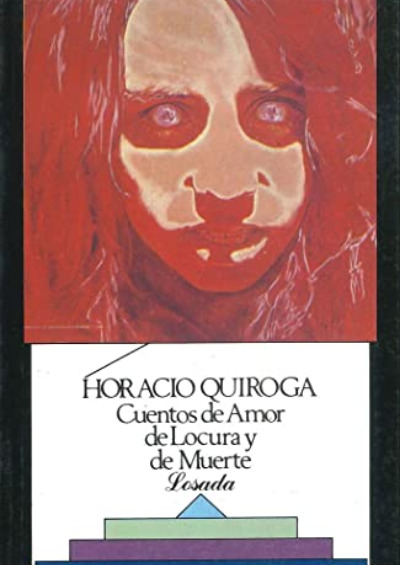 HORACIO QUIROGA
Cuentos de Amor
de Locura y
de Muerte
Losada